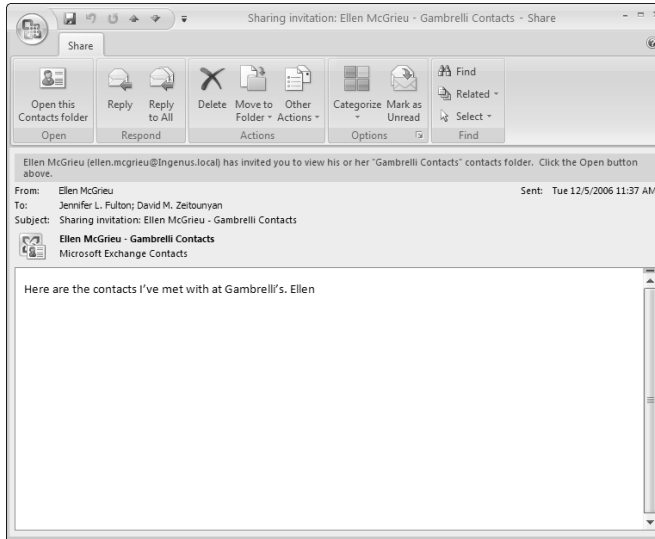 Sharing invitation: Ellen McGrieu - Gambrelli Contacts - Share
Share
Open this
Contacts folder
Reply
Reply
to All
Delete
Move to
Folder
Other
Actions
Categorize
Mark as
Unread
Find
Related
Select
Open
Respond
Actions
Options
Find
Ellen McGrieu (ellen.mcgrieu@Ingenus.local) has invited you to view his or her "Gambrelli Contacts" contacts folder. Click the Open button
above.
From: Ellen McGrieu Sent: Tue 12/5/2006 11:37 AM
To: Jennifer L. Fulton; David M. Zeitounyan
Subject: Sharing invitation: Ellen McGrieu - Gambrelli Contacts
Ellen McGrieu - Gambrelli Contacts
Microsoft Exchange Contacts
Here are the contacts I've met with at Gambrelli's. Ellen